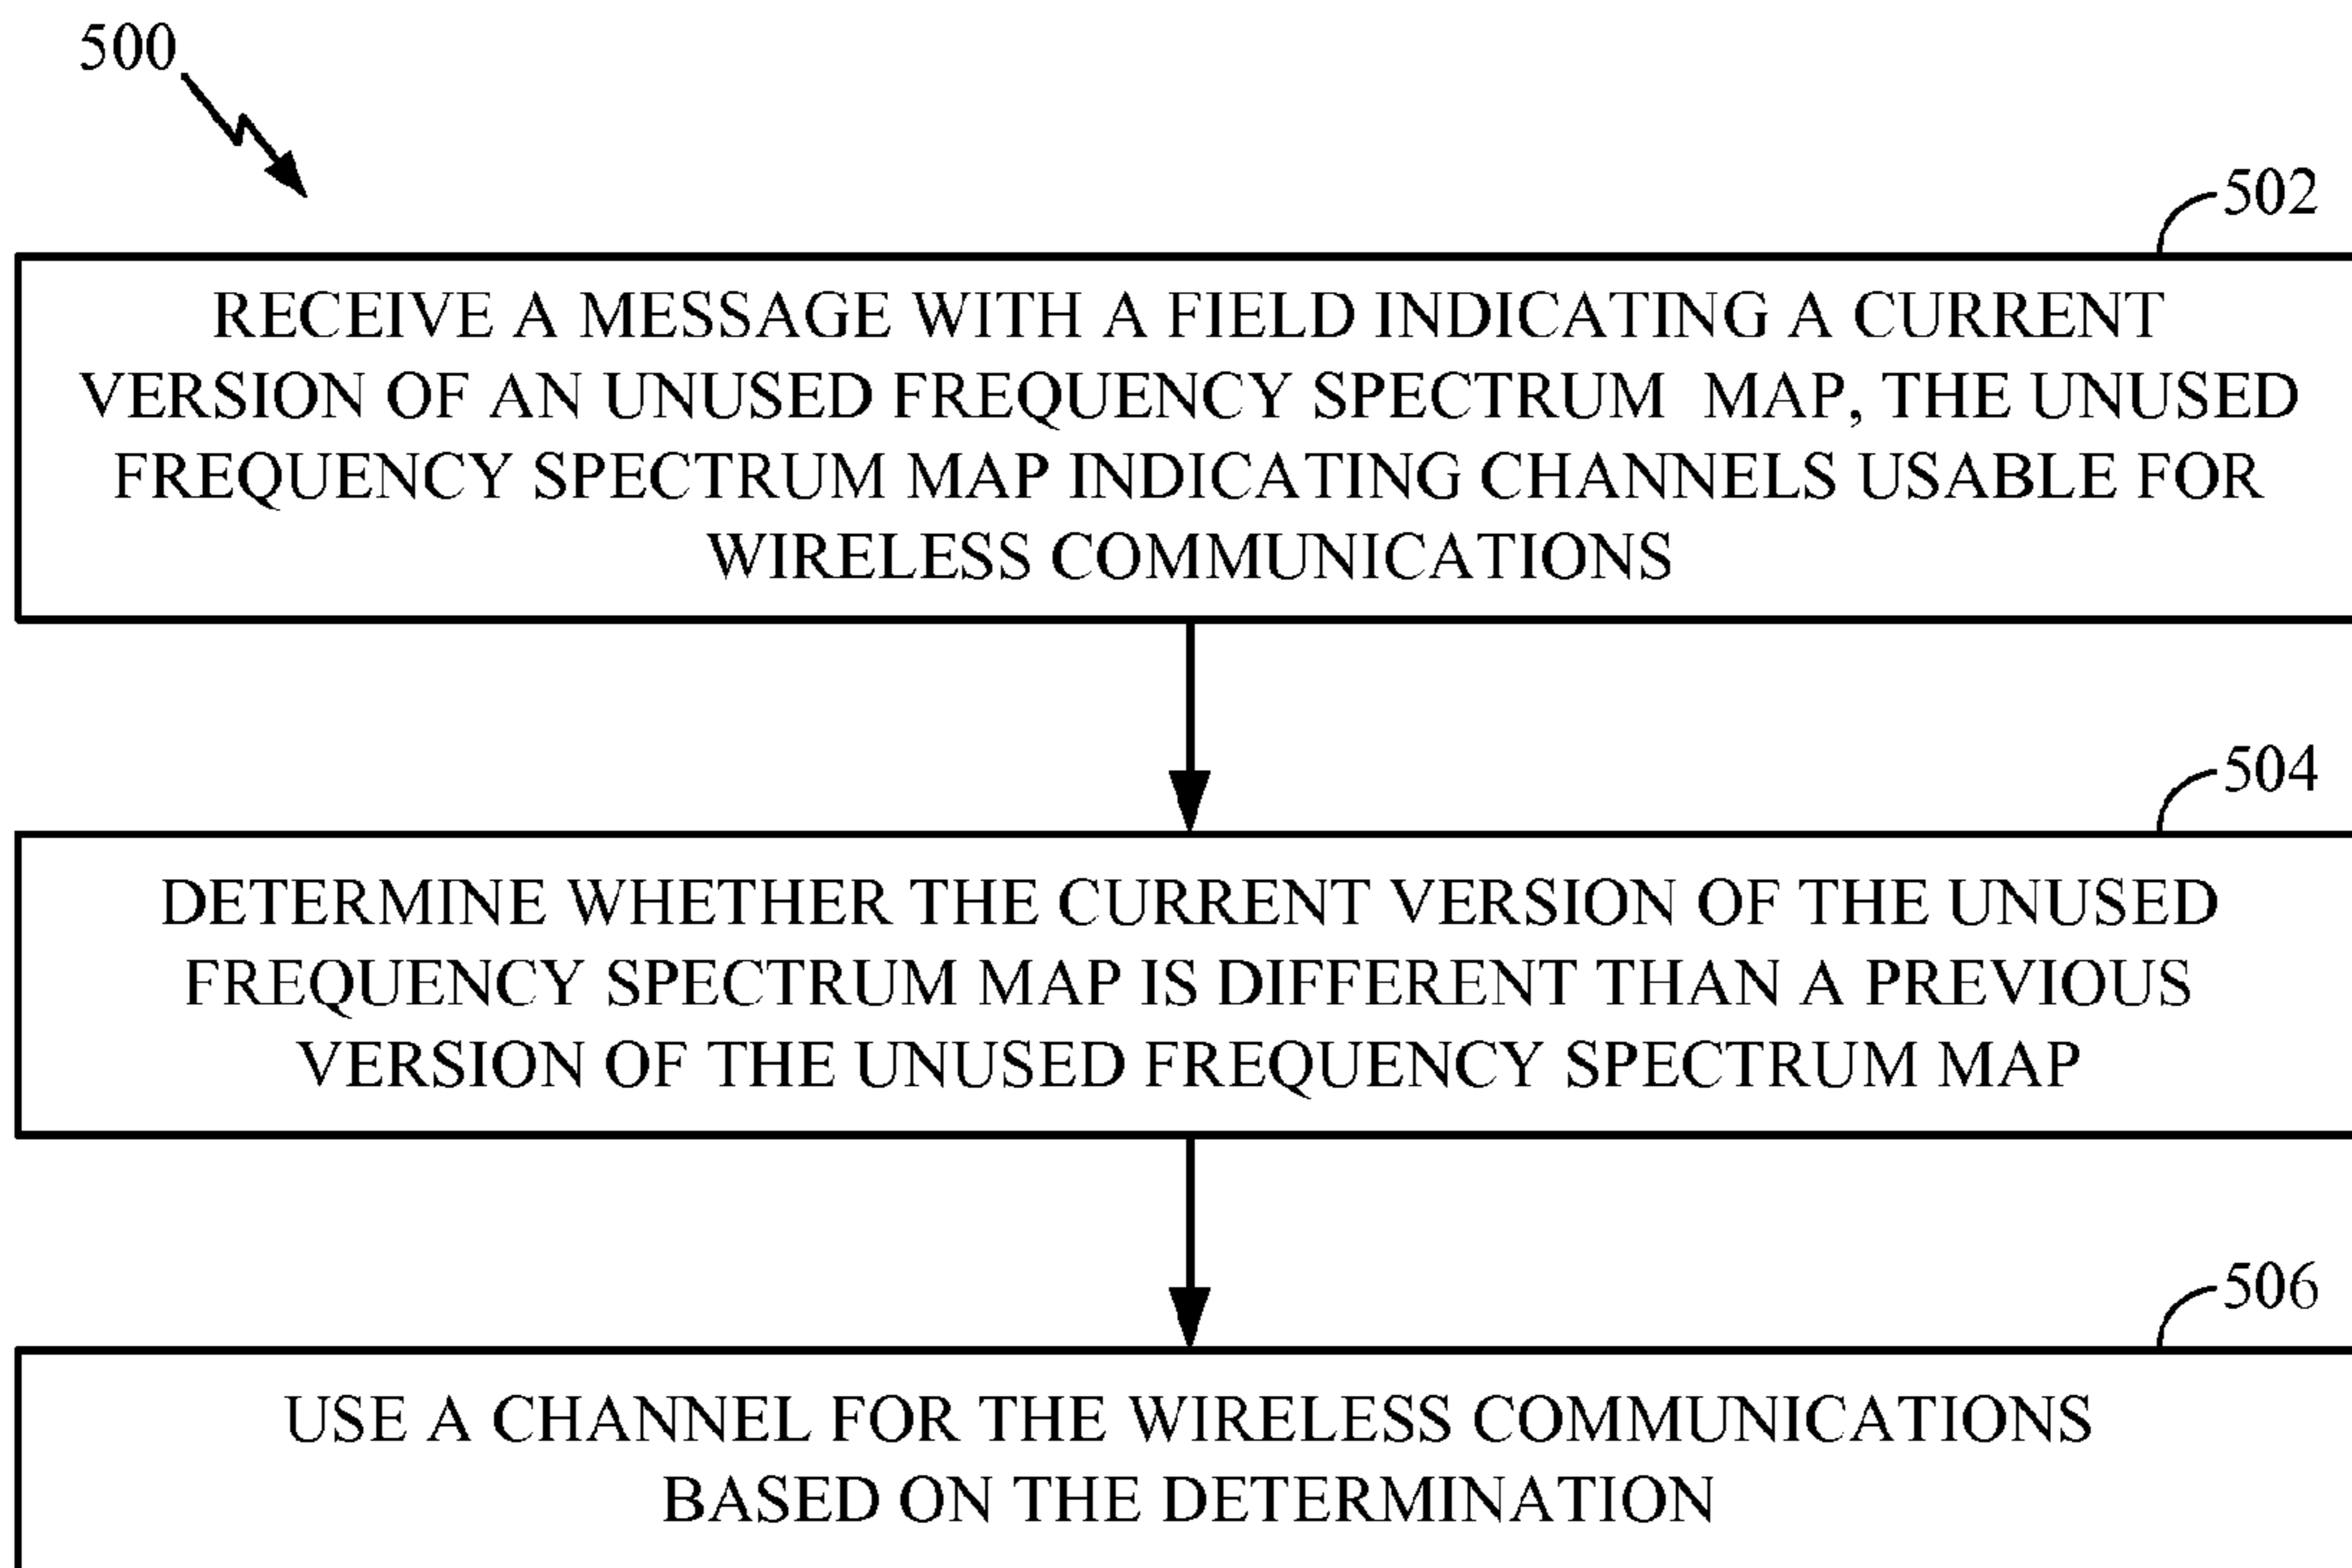 500
502
RECEIVE A MESSAGE WITH A FIELD INDICATING A CURRENT
VERSION OF AN UNUSED FREQUENCY SPECTRUM MAP, THE UNUSED
FREQUENCY SPECTRUM MAP INDICATING CHANNELS USABLE FOR
WIRELESS COMMUNICATIONS
504
DETERMINE WHETHER THE CURRENT VERSION OF THE UNUSED
FREQUENCY SPECTRUM MAP IS DIFFERENT THAN A PREVIOUS
VERSION OF THE UNUSED FREQUENCY SPECTRUM MAP
506
USE A CHANNEL FOR THE WIRELESS COMMUNICATIONS
BASED ON THE DETERMINATION